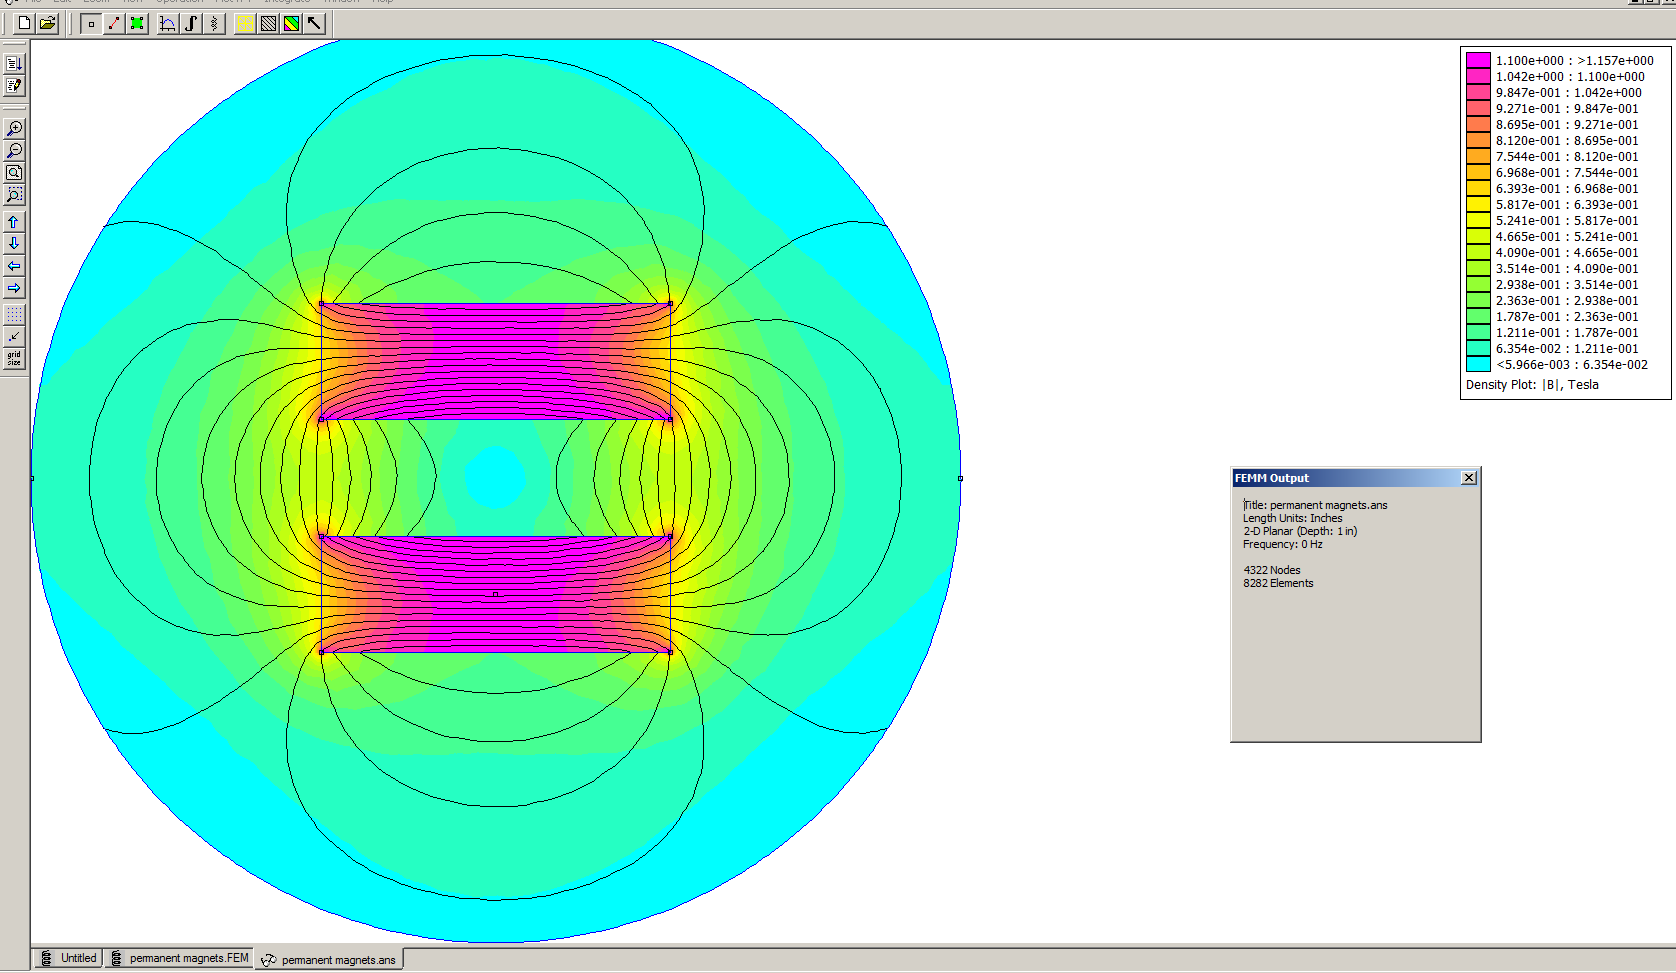 grid
size
1.100e+000 : >1.157e+000
1.042e+000 : 1.100e+000
9.847e-001 : 1.042e+000
9.271e-001 : 9.847e-001
8.695e-001 : 9.271e-001
8.120e-001 : 8.695e-001
7.544e-001 : 8.120e-001
6.968e-001 : 7.544e-001
6.393e-001 : 6.968e-001
5.817e-001 : 6.393e-001
5.241e-001 : 5.817e-001
4.665e-001 : 5.241e-001
4.090e-001 : 4.665e-001
3.514e-001 : 4.090e-001
2.938e-001 : 3.514e-001
2.363e-001 : 2.938e-001
1.787e-001 : 2.363e-001
1.211e-001 : 1.787e-001
6.354e-002 : 1.211e-001
<5.966e-003 : 6.354e-002
Density Plot: |B|, Tesla
FEMM Output
Title: permanent magnets.ans
Length Units: Inches
2-D Planar (Depth: 1 in)
Frequency: 0 Hz
4322 Nodes
8282 Elements
Untitled
permanent magnets.FEM
permanent magnets.ans